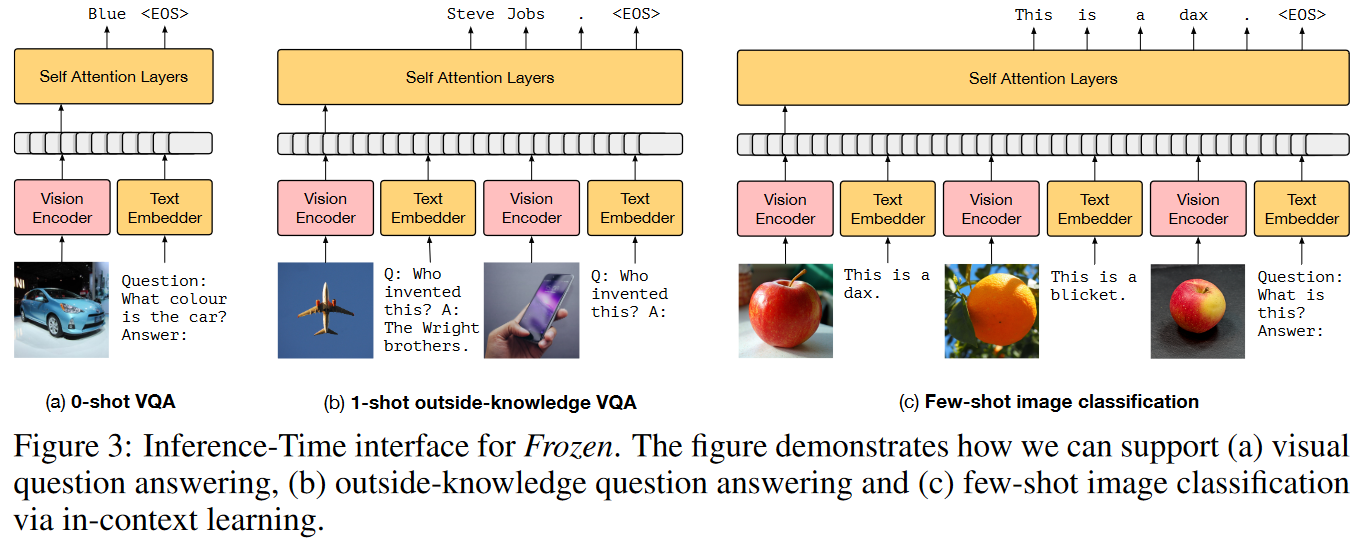 Blue <EOS>
Self Attention Layers
Vision
Encoder
Text
Embedder
Question:
What colour
is the car?
Answer:
(a) 0-shot VQA
Steve Jobs . <EOS>
Self Attention Layers
Vision
Encoder
Text
Embedder
Vision
Encoder
Text
Embedder
Q: Who
invented
this? A:
The Wright
brothers.
Q: Who
invented
this? A:
(b) 1-shot outside-knowledge VQA
This is a dax . <EOS>
Self Attention Layers
Vision
Encoder
Text
Embedder
Vision
Encoder
Text
Embedder
Vision
Encoder
Text
Embedder
This is a
dax.
This is a
blicket.
Question:
What is
this?
Answer:
(c) Few-shot image classification
Figure 3: Inference-Time interface for Frozen. The figure demonstrates how we can support (a) visual
question answering, (b) outside-knowledge question answering and (c) few-shot image classification
via in-context learning.